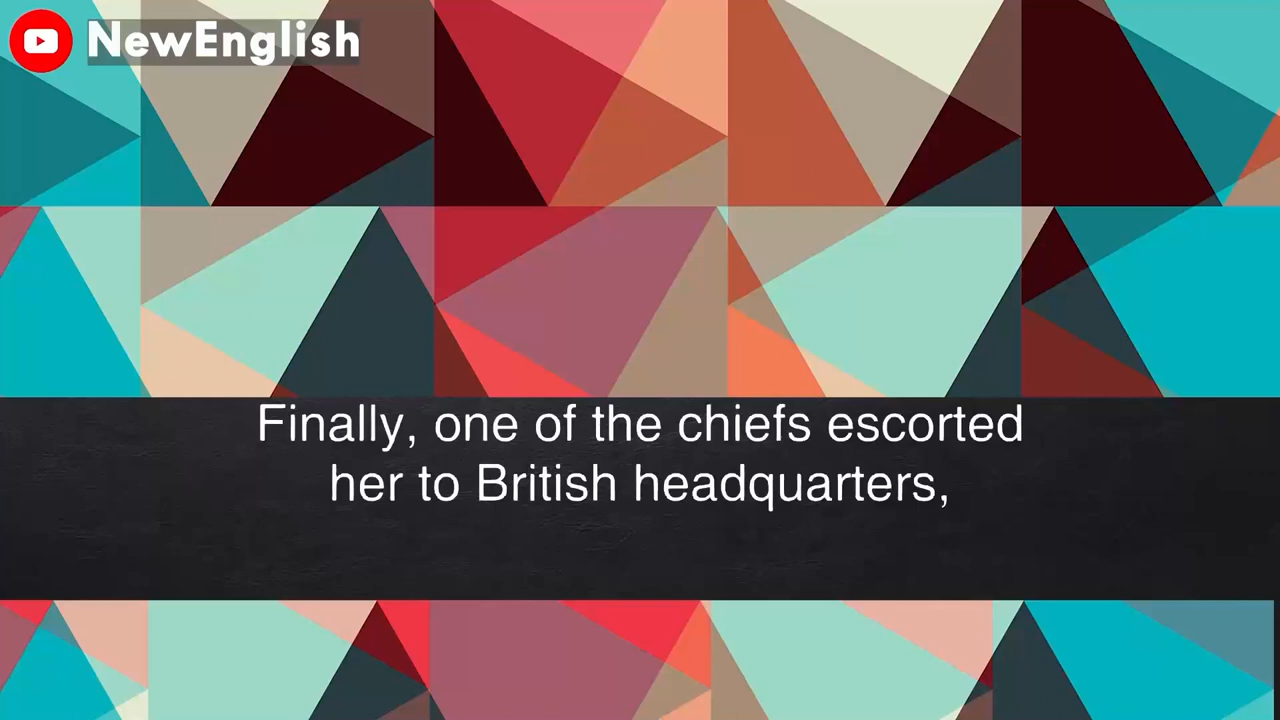 NewEnglish
Finally, one of the chiefs escorted
her to British headquarters,